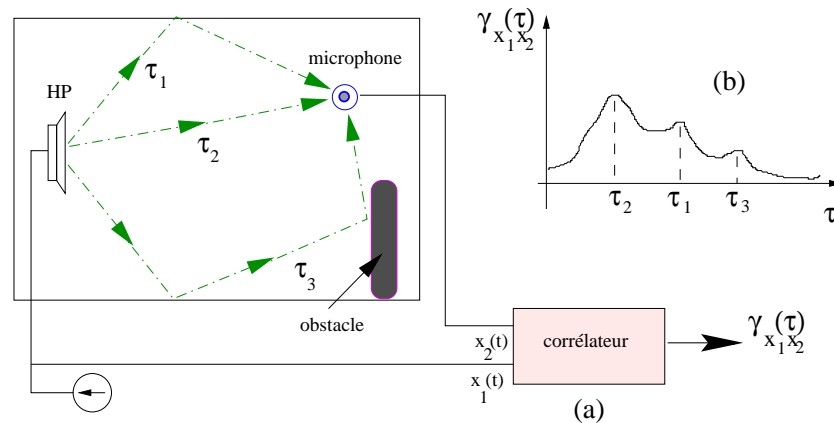 HP
τ1
microphone
τ2
τ3
obstacle
x2(t)
x1(t)
corrélateur
γx1x2(τ)
(a)
γx1x2(τ)
(b)
τ2 τ1 τ3
τ